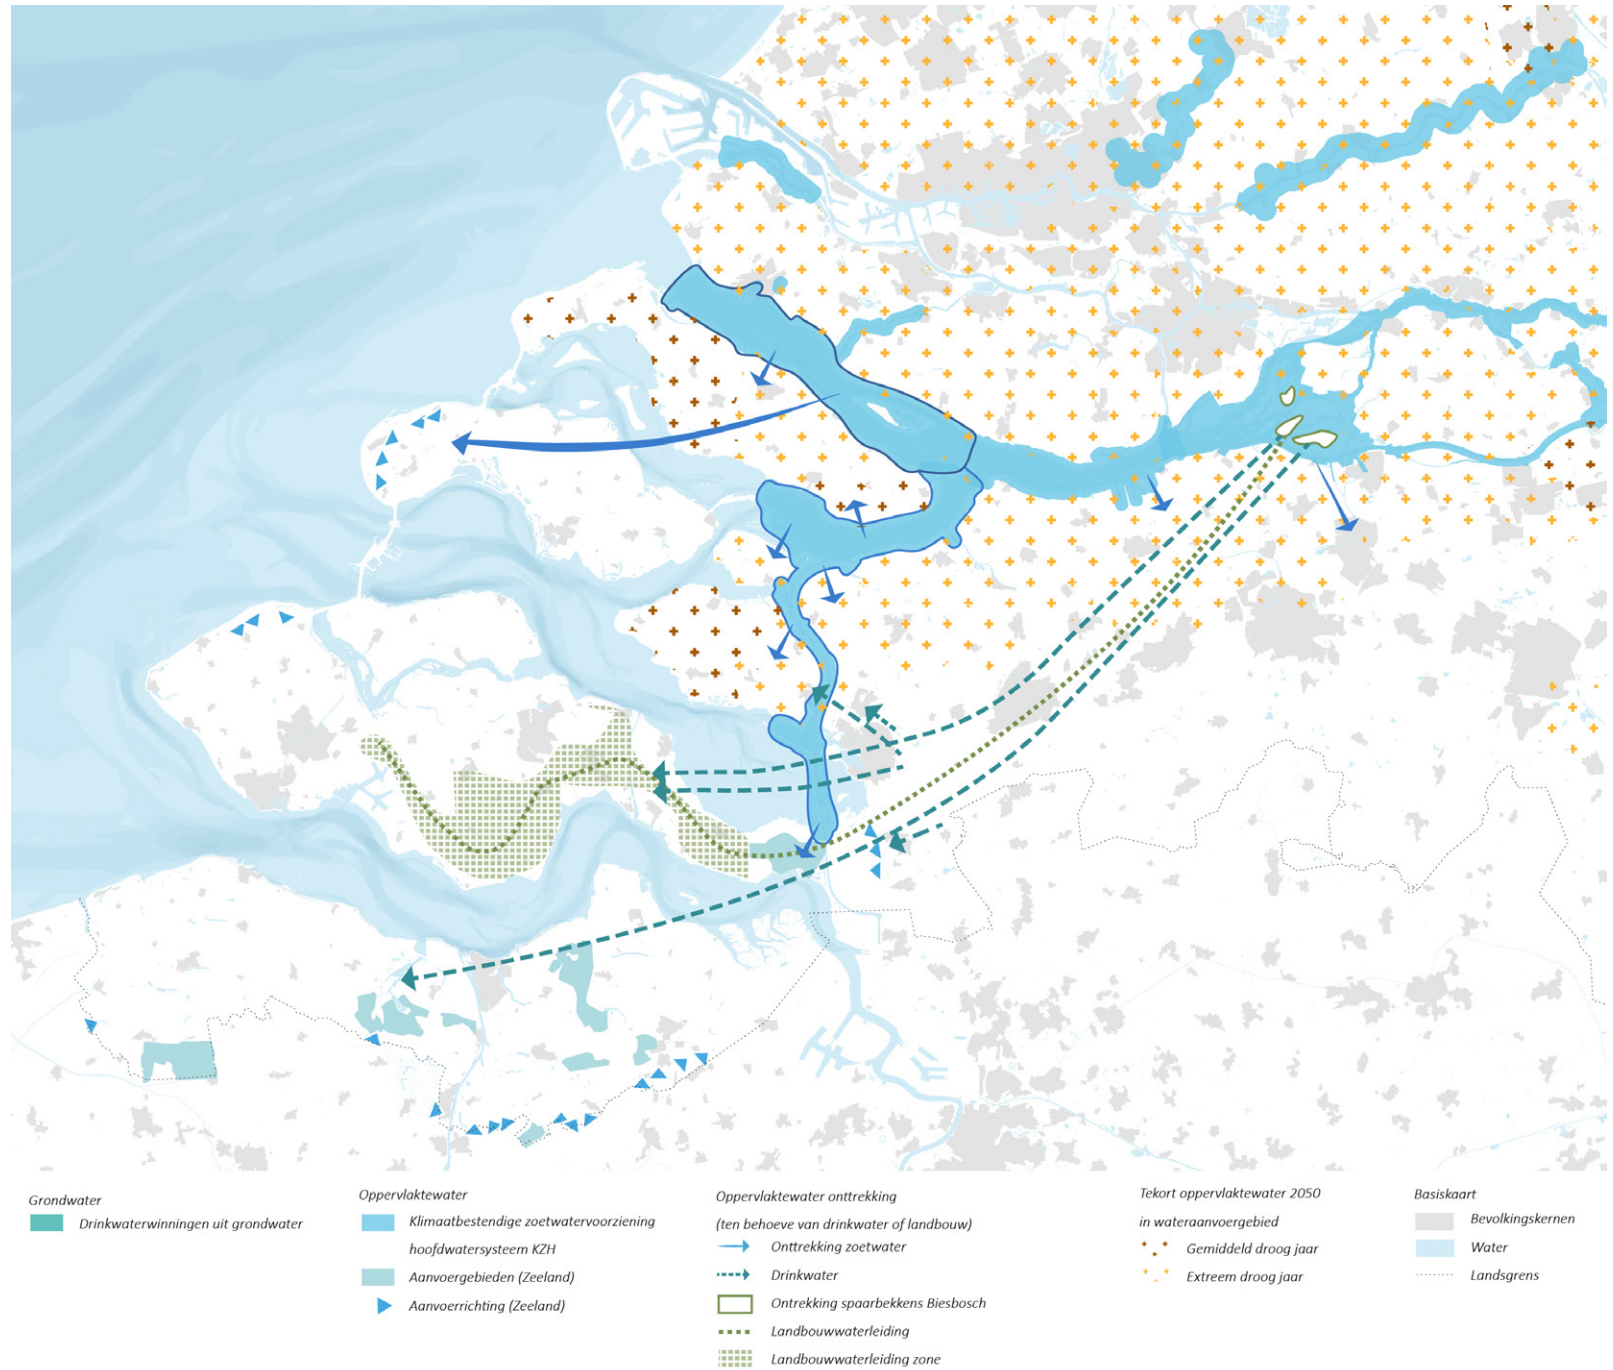 Grondwater
Drinkwaterwinningen uit grondwater
Oppervlaktewater
Klimaatbestendige zoetwatervoorziening
hoofdwatersysteem KZH
Aanvoergebieden (Zeeland)
Aanvoerrichting (Zeeland)
Oppervlaktewater onttrekking
(ten behoeve van drinkwater of landbouw)
Onttrekking zoetwater
Drinkwater
Ontrekking spaarbekkens Biesbosch
Landbouwwaterleiding
Landbouwwaterleiding zone
Tekort oppervlaktewater 2050
in wateraanvoergebied
Gemiddeld droog jaar
Extreem droog jaar
Basiskaart
Bevolkingskernen
Water
Landsgrens